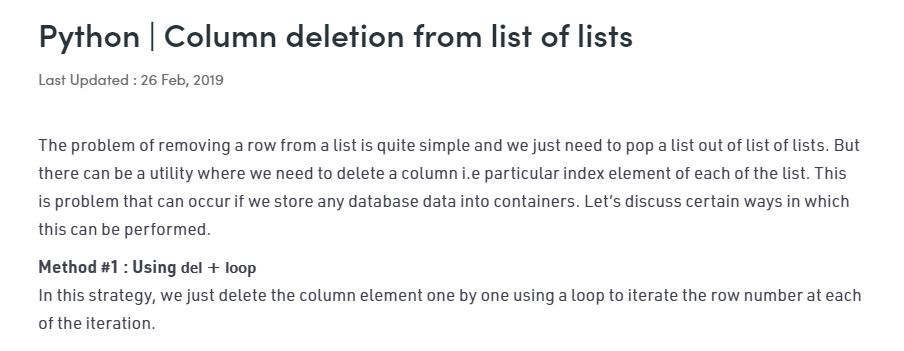 Python | Column deletion from list of lists
Last Updated : 26 Feb, 2019
The problem of removing a row from a list is quite simple and we just need to pop a list out of list of lists. But
there can be a utility where we need to delete a column i.e particular index element of each of the list. This
is problem that can occur if we store any database data into containers. Let’s discuss certain ways in which
this can be performed.
Method #1 : Using del + loop
In this strategy, we just delete the column element one by one using a loop to iterate the row number at each
of the iteration.